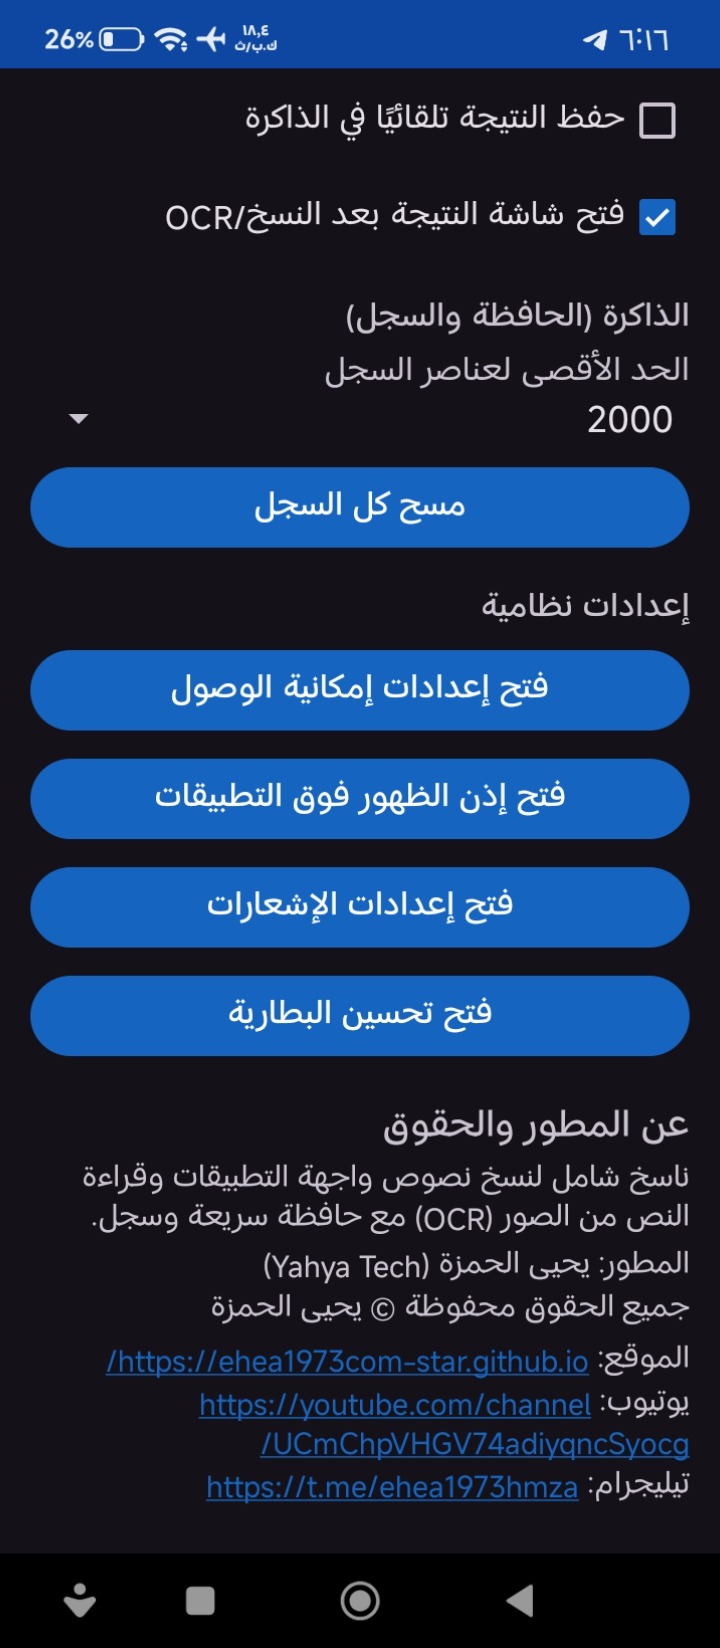 26%
١٨,٤
ك.ب/ث
٦:١٦
حفظ النتيجة تلقائيًا في الذاكرة
فتح شاشة النتيجة بعد النسخ/OCR
الذاكرة (الحافظة والسجل)
الحد الأقصى لعناصر السجل
2000
مسح كل السجل
إعدادات نظامية
فتح إعدادات إمكانية الوصول
فتح إذن الظهور فوق التطبيقات
فتح إعدادات الإشعارات
فتح تحسين البطارية
عن المطور والحقوق
ناسخ شامل لنسخ نصوص واجهة التطبيقات وقراءة
النص من الصور (OCR) مع حافظة سريعة وسجل.
المطور: يحيى الحمزة (Yahya Tech)
جميع الحقوق محفوظة © يحيى الحمزة
الموقع: https://ehea1973com-star.github.io/
يوتيوب: https://youtube.com/channel
/UCmChpVHGV74adiyqncSyocg
تيليجرام: https://t.me/ehea1973hmza